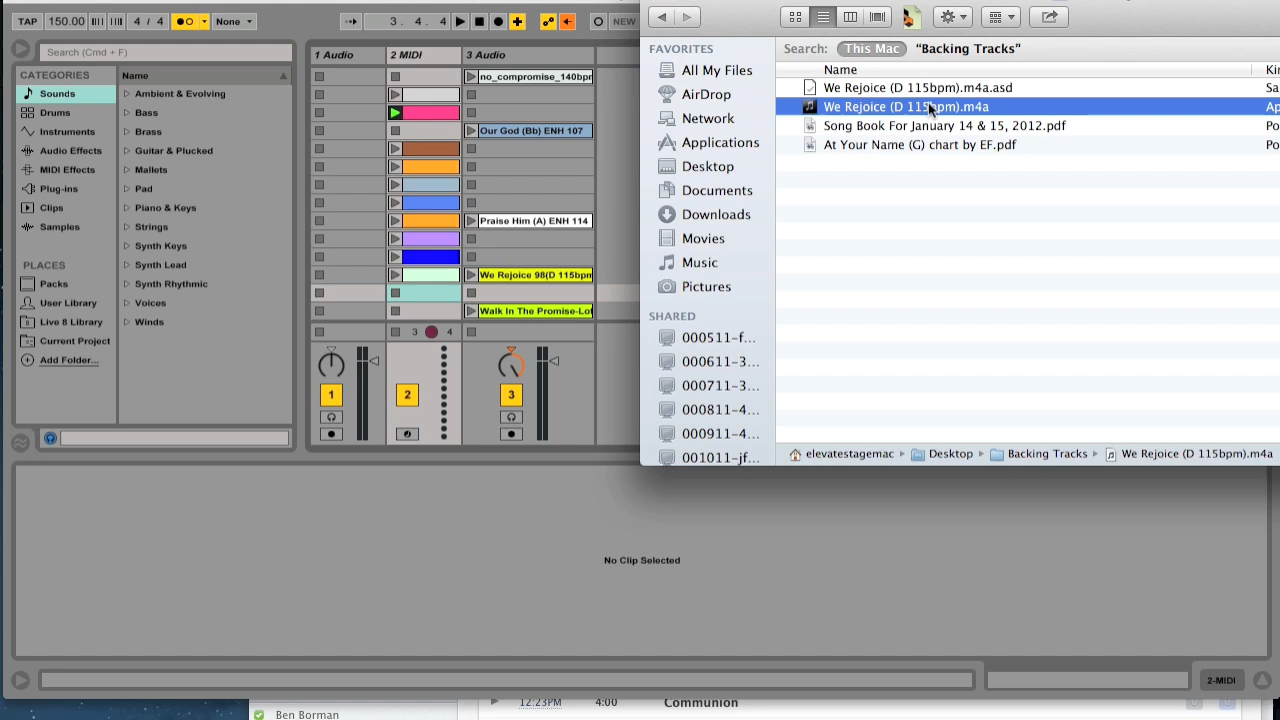 TAP 150.00 4 / 4 None 3. 4. 4 NEW
Search (Cmd + F)
CATEGORIES
Sounds
Drums
Instruments
Audio Effects
MIDI Effects
Plug-ins
Clips
Samples
PLACES
Packs
User Library
Live 8 Library
Current Project
Add Folder...
Name
Ambient & Evolving
Bass
Brass
Guitar & Plucked
Mallets
Pad
Piano & Keys
Strings
Synth Keys
Synth Lead
Synth Rhythmic
Voices
Winds
1 Audio 2 MIDI 3 Audio
no_compromise_140bpm
Our God (Bb) ENH 107
Praise Him (A) ENH 114
We Rejoice 98(D 115bpm
Walk In The Promise-Lo
3 4
1 2 3
Search: This Mac "Backing Tracks"
FAVORITES
All My Files
AirDrop
Network
Applications
Desktop
Documents
Downloads
Movies
Music
Pictures
SHARED
000511-f...
000611-3...
000711-3...
000811-4...
000911-4...
001011-jf...
Name Ki
We Rejoice (D 115bpm).m4a.asd Sa
We Rejoice (D 115bpm).m4a Ap
Song Book For January 14 & 15, 2012.pdf Po
At Your Name (G) chart by EF.pdf Po
elevatestagemac Desktop Backing Tracks We Rejoice (D 115bpm).m4a
No Clip Selected
2-MIDI
12:23PM 4:00 Communion
Ben Borman